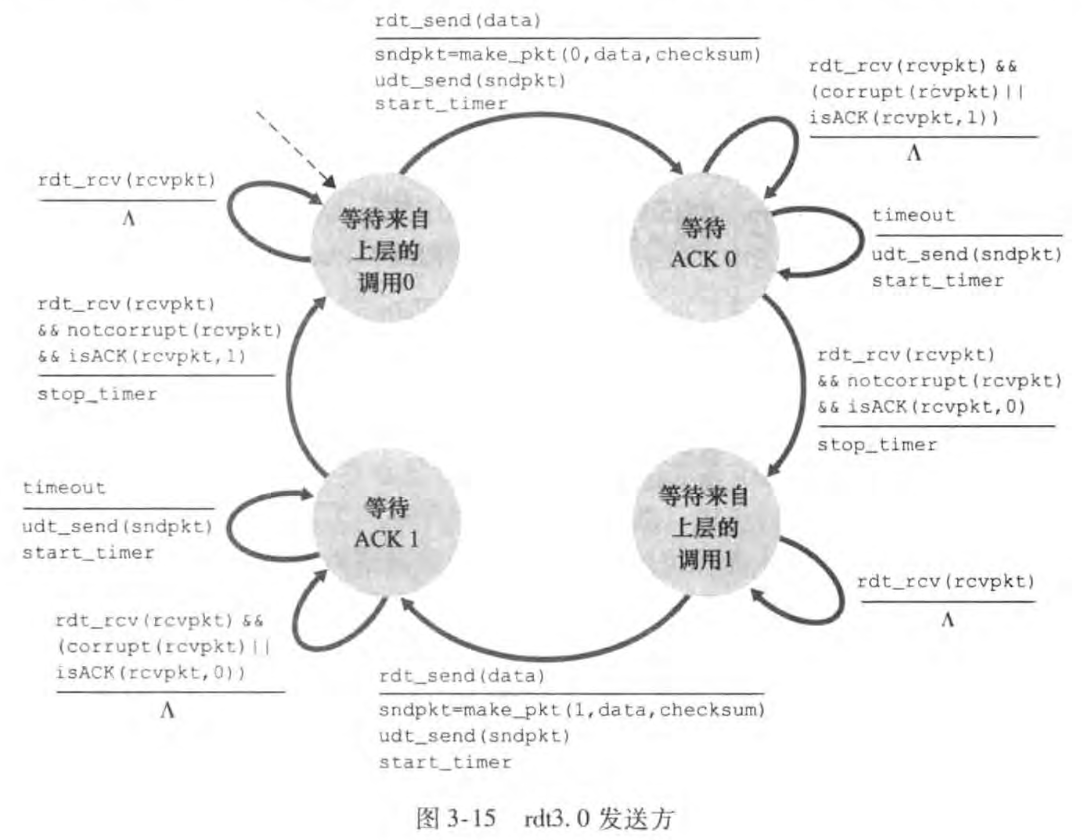 rdt_send(data)
sndpkt=make_pkt(0,data,checksum)
udt_send(sndpkt)
start_timer
rdt_rcv(rcvpkt) &&
(corrupt(rcvpkt)||
isACK(rcvpkt,1))
Λ
rdt_rcv(rcvpkt)
Λ
等待来自
上层的
调用0
等待
ACK 0
timeout
udt_send(sndpkt)
start_timer
rdt_rcv(rcvpkt)
&& notcorrupt(rcvpkt)
&& isACK(rcvpkt,1)
stop_timer
rdt_rcv(rcvpkt)
&& notcorrupt(rcvpkt)
&& isACK(rcvpkt,0)
stop_timer
timeout
udt_send(sndpkt)
start_timer
等待
ACK 1
等待来自
上层的
调用1
rdt_rcv(rcvpkt)
Λ
rdt_rcv(rcvpkt) &&
(corrupt(rcvpkt)||
isACK(rcvpkt,0))
Λ
rdt_send(data)
sndpkt=make_pkt(1,data,checksum)
udt_send(sndpkt)
start_timer
图 3-15 rdt3.0 发送方